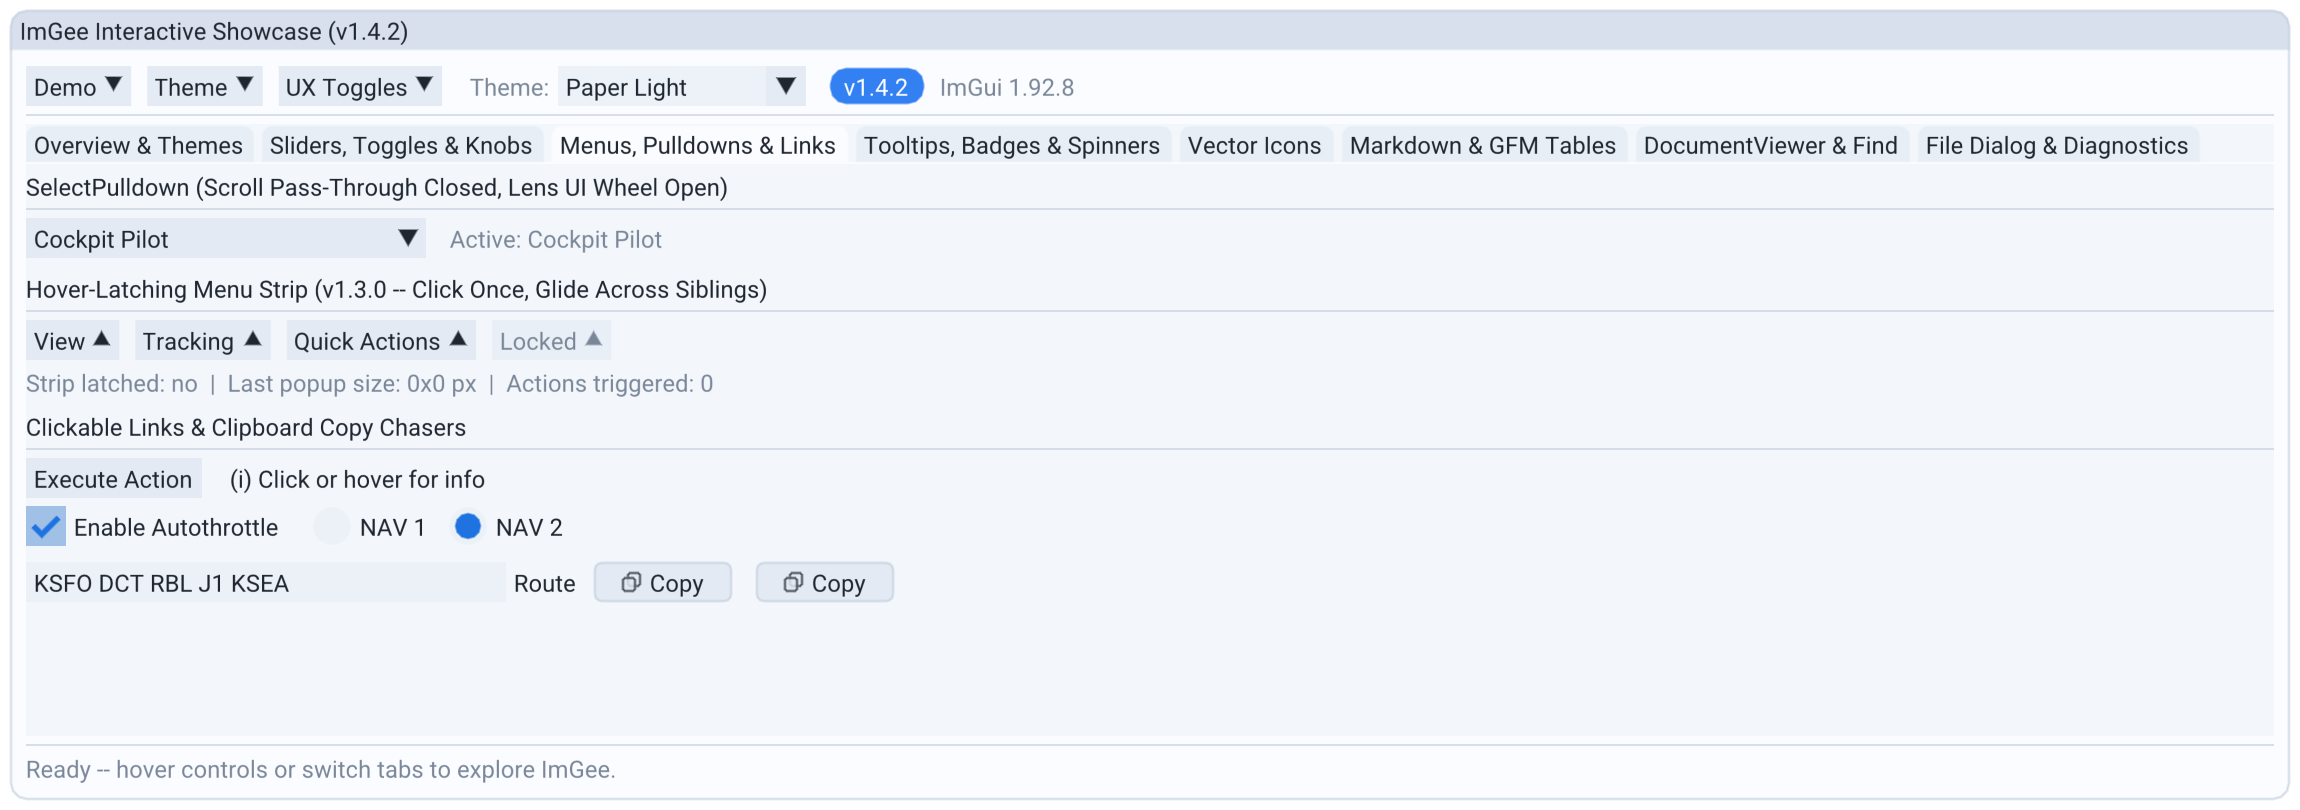 ImGee Interactive Showcase (v1.4.2)
Demo Theme UX Toggles Theme: Paper Light v1.4.2 ImGui 1.92.8
Overview & Themes Sliders, Toggles & Knobs Menus, Pulldowns & Links Tooltips, Badges & Spinners Vector Icons Markdown & GFM Tables DocumentViewer & Find File Dialog & Diagnostics
SelectPulldown (Scroll Pass-Through Closed, Lens UI Wheel Open)
Cockpit Pilot Active: Cockpit Pilot
Hover-Latching Menu Strip (v1.3.0 -- Click Once, Glide Across Siblings)
View Tracking Quick Actions Locked
Strip latched: no | Last popup size: 0x0 px | Actions triggered: 0
Clickable Links & Clipboard Copy Chasers
Execute Action (i) Click or hover for info
Enable Autothrottle NAV 1 NAV 2
KSFO DCT RBL J1 KSEA Route Copy Copy
Ready -- hover controls or switch tabs to explore ImGee.